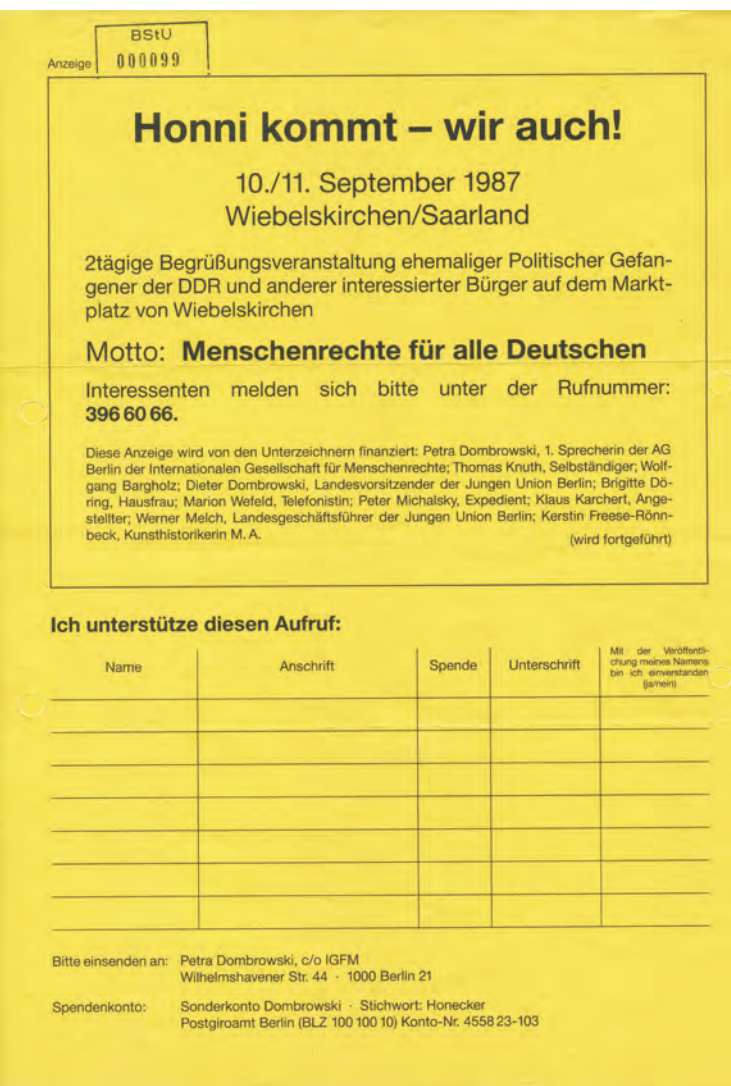 BStU
000099
Anzeige
Honni kommt – wir auch!
10./11. September 1987
Wiebelskirchen/Saarland
2tägige Begrüßungsveranstaltung ehemaliger Politischer Gefan-
gener der DDR und anderer interessierter Bürger auf dem Markt-
platz von Wiebelskirchen
Motto: Menschenrechte für alle Deutschen
Interessenten melden sich bitte unter der Rufnummer:
396 60 66.
Diese Anzeige wird von den Unterzeichnern finanziert: Petra Dombrowski, 1. Sprecherin der AG
Berlin der Internationalen Gesellschaft für Menschenrechte; Thomas Knuth, Selbständiger; Wolf-
gang Bargholz; Dieter Dombrowski, Landesvorsitzender der Jungen Union Berlin; Brigitte Dö-
ring, Hausfrau; Marion Wefeld, Telefonistin; Peter Michalsky, Expedient; Klaus Karchert, Ange-
stellter; Werner Melch, Landesgeschäftsführer der Jungen Union Berlin; Kerstin Freese-Rönn-
beck, Kunsthistorikerin M. A.
(wird fortgeführt)
Ich unterstütze diesen Aufruf:
Name Anschrift Spende Unterschrift
Mit der Veröffentli-
chung meines Namens
bin ich einverstanden
(ja/nein)
Bitte einsenden an: Petra Dombrowski, c/o IGFM
Wilhelmshavener Str. 44 · 1000 Berlin 21
Spendenkonto: Sonderkonto Dombrowski · Stichwort: Honecker
Postgiroamt Berlin (BLZ 100 100 10) Konto-Nr. 4558 23-103